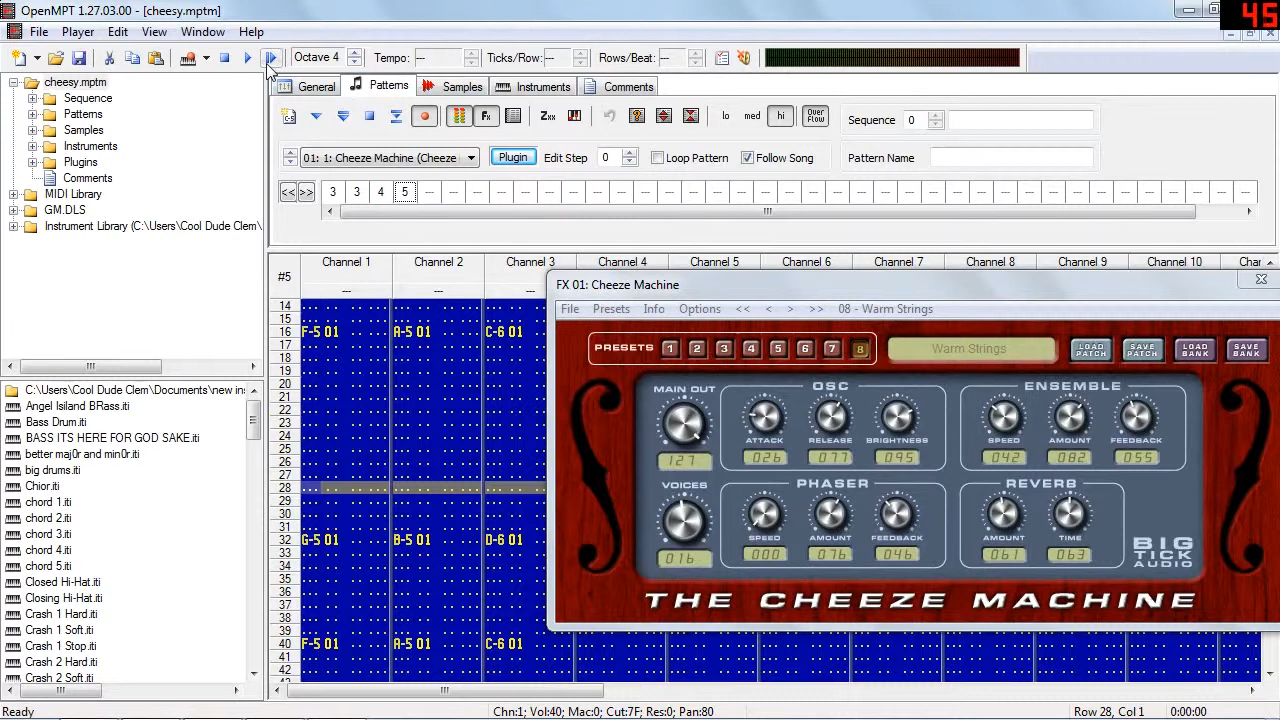 OpenMPT 1.27.03.00 - [cheesy.mptm]
45
File Player Edit View Window Help
Octave 4 Tempo: --- Ticks/Row: --- Rows/Beat: ---
General Patterns Samples Instruments Comments
Zxx lo med hi Over Flow Sequence 0
01: 1: Cheeze Machine (Cheeze Plugin Edit Step 0 Loop Pattern Follow Song Pattern Name
<< >> 3 3 4 5
cheesy.mptm
Sequence
Patterns
Samples
Instruments
Plugins
Comments
MIDI Library
GM.DLS
Instrument Library (C:\Users\Cool Dude Clem\
C:\Users\Cool Dude Clem\Documents\new in
Angel Isiland BRass.iti
Bass Drum.iti
BASS ITS HERE FOR GOD SAKE.iti
better maj0r and min0r.iti
big drums.iti
Chior.iti
chord 1.iti
chord 2.iti
chord 3.iti
chord 4.iti
chord 5.iti
Closed Hi-Hat.iti
Closing Hi-Hat.iti
Crash 1 Hard.iti
Crash 1 Soft.iti
Crash 1 Stop.iti
Crash 2 Hard.iti
Crash 2 Soft.iti
#5 Channel 1 Channel 2 Channel 3 Channel 4 Channel 5 Channel 6 Channel 7 Channel 8 Channel 9 Channel 10
--- --- ---
14
15
16 F-5 01 A-5 01 C-6 01
17
18
19
20
21
22
23
24
25
26
27
28
29
30
31
32 G-5 01 B-5 01 D-6 01
33
34
35
36
37
38
39
40 F-5 01 A-5 01 C-6 01
41
42
FX 01: Cheeze Machine
File Presets Info Options << < > >> 08 - Warm Strings
PRESETS 1 2 3 4 5 6 7 8 Warm Strings LOAD PATCH SAVE PATCH LOAD BANK SAVE BANK
MAIN OUT OSC ENSEMBLE
ATTACK RELEASE BRIGHTNESS SPEED AMOUNT FEEDBACK
127 026 077 095 042 082 055
VOICES PHASER REVERB
SPEED AMOUNT FEEDBACK AMOUNT TIME
016 000 076 046 061 063
BIG TICK AUDIO
THE CHEEZE MACHINE
Ready Chn:1; Vol:40; Mac:0; Cut:7F; Res:0; Pan:80 Row 28, Col 1 0:00:00